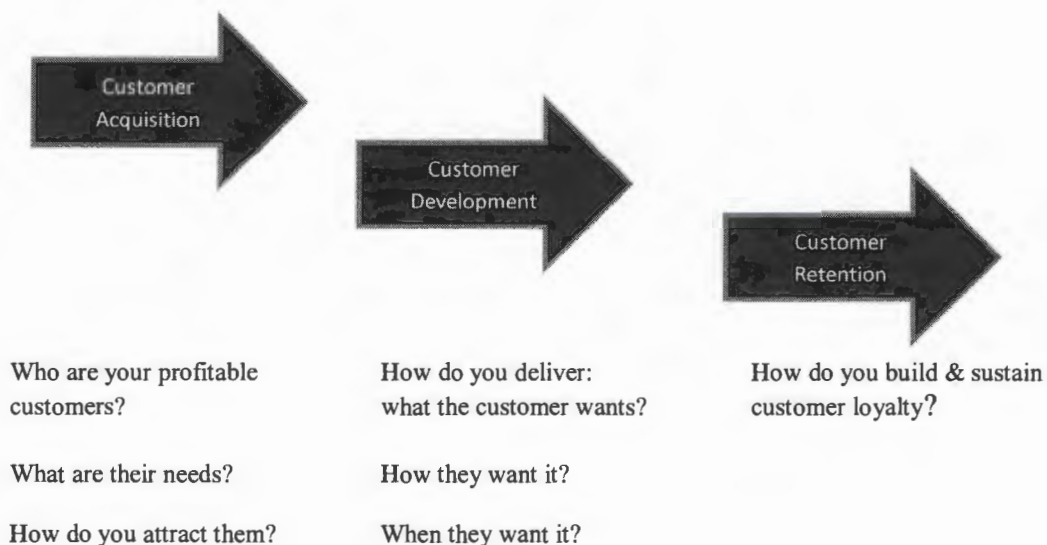 Customer
Acquisition
Customer
Development
Customer
Retention
Who are your profitable
customers?
What are their needs?
How do you attract them?
How do you deliver:
what the customer wants?
How they want it?
When they want it?
How do you build & sustain
customer loyalty?